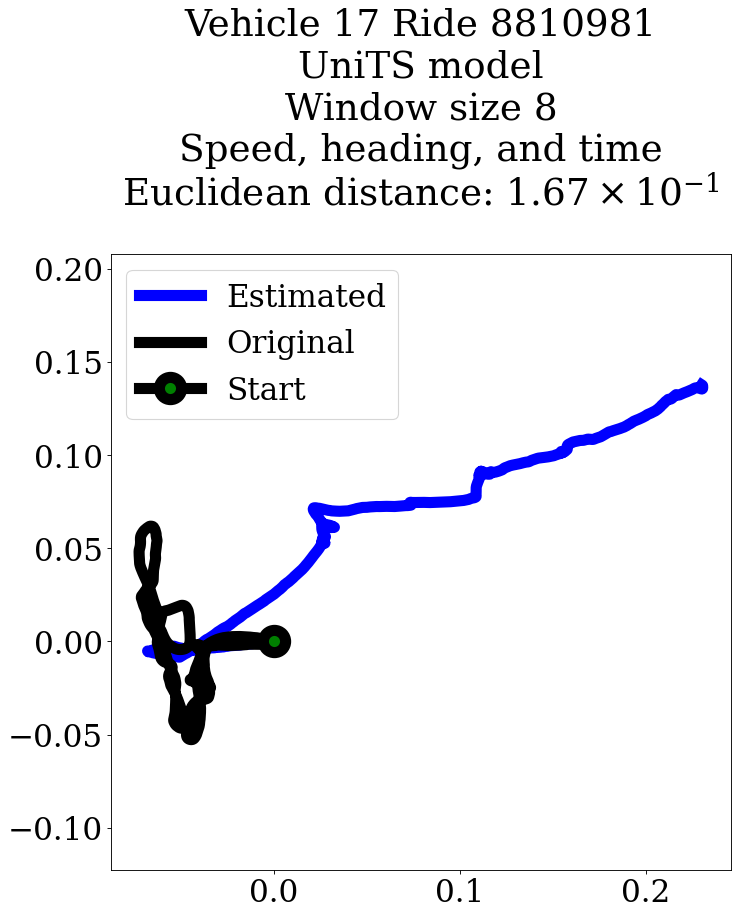 Vehicle 17 Ride 8810981
UniTS model
Window size 8
Speed, heading, and time
Euclidean distance: 1.67 × 10⁻¹
Estimated
Original
Start
0.20
0.15
0.10
0.05
0.00
−0.05
−0.10
0.0 0.1 0.2